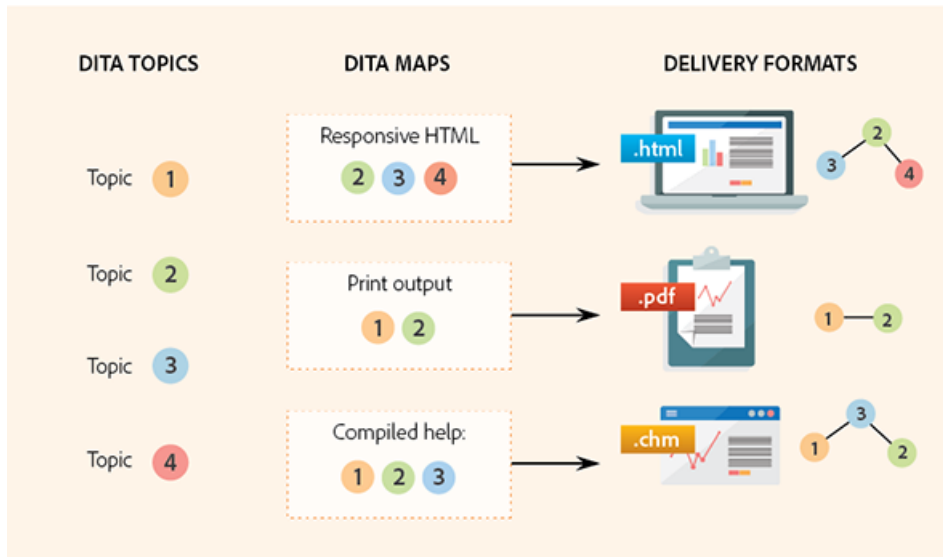 DITA TOPICS
DITA MAPS
DELIVERY FORMATS
Topic 1
Topic 2
Topic 3
Topic 4
Responsive HTML
2 3 4
Print output
1 2
Compiled help:
1 2 3
.html
2
3 4
.pdf
1 2
.chm
3
1 2